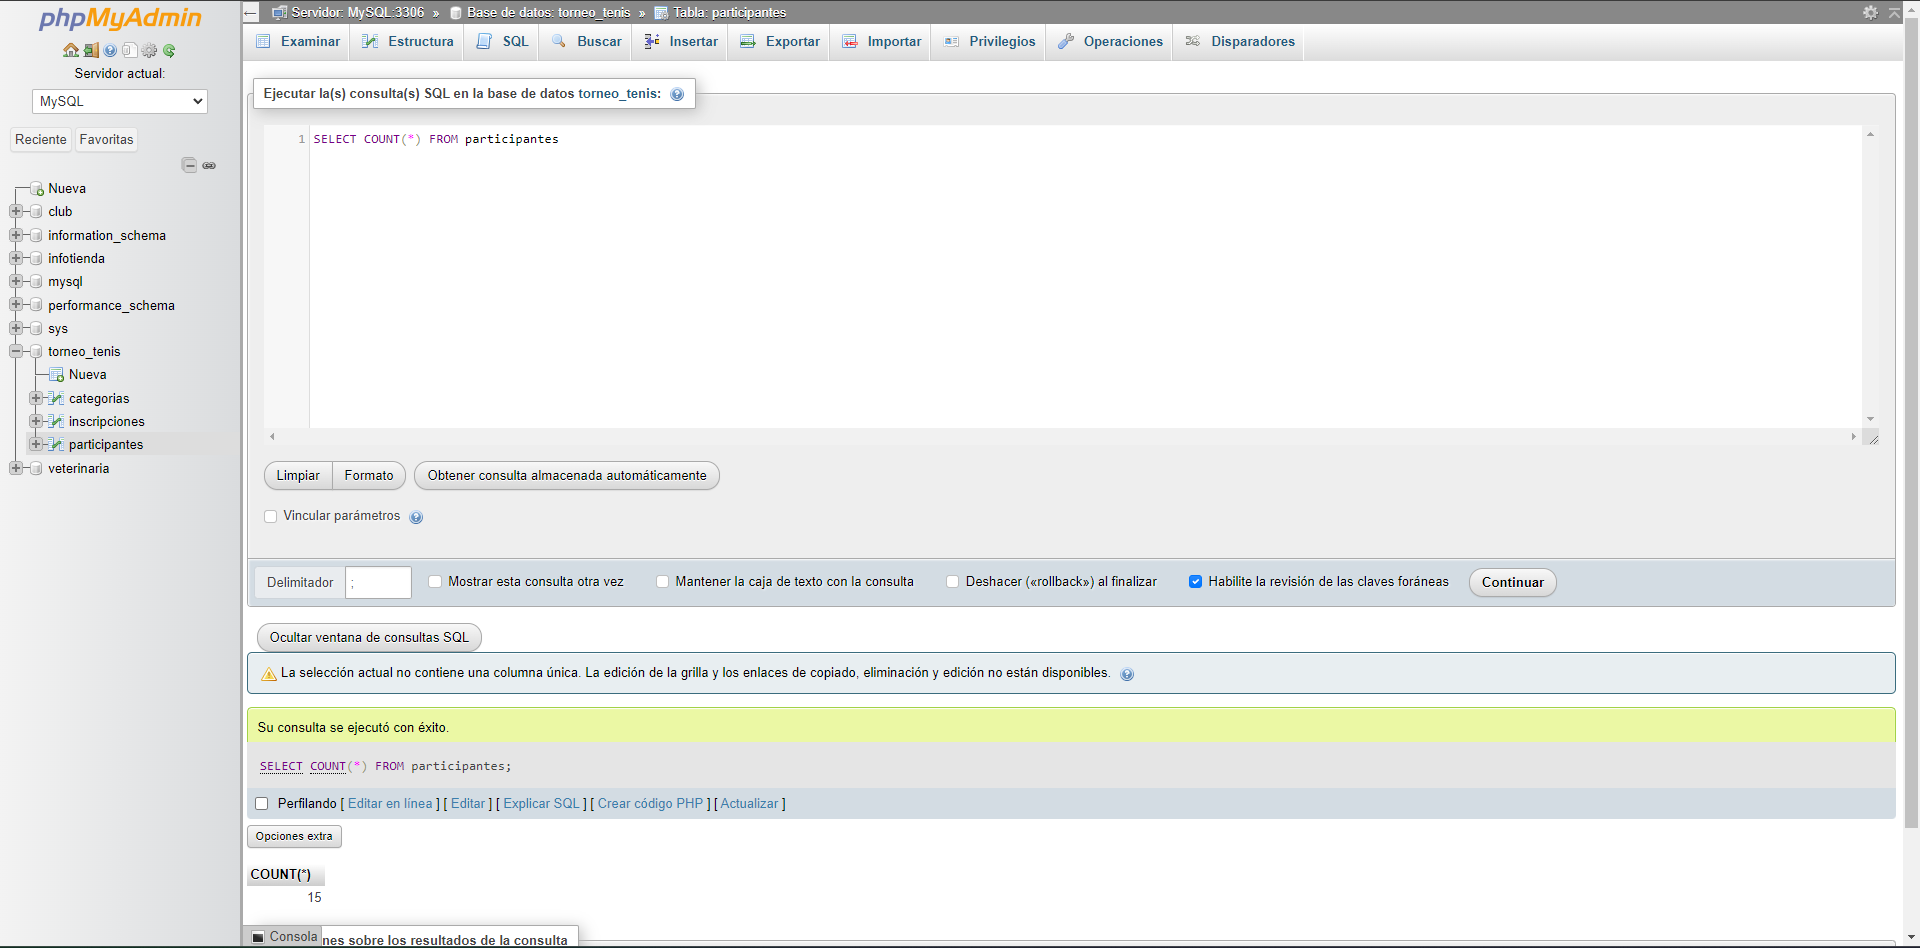 phpMyAdmin
Servidor actual:
MySQL
Reciente
Favoritas
Nueva
club
information_schema
infotienda
mysql
performance_schema
sys
torneo_tenis
Nueva
categorias
inscripciones
participantes
veterinaria
Servidor: MySQL:3306 » Base de datos: torneo_tenis » Tabla: participantes
Examinar Estructura SQL Buscar Insertar Exportar Importar Privilegios Operaciones Disparadores
Ejecutar la(s) consulta(s) SQL en la base de datos torneo_tenis:
1 SELECT COUNT(*) FROM participantes
Limpiar Formato Obtener consulta almacenada automáticamente
Vincular parámetros
Delimitador ; Mostrar esta consulta otra vez Mantener la caja de texto con la consulta Deshacer («rollback») al finalizar Habilite la revisión de las claves foráneas Continuar
Ocultar ventana de consultas SQL
La selección actual no contiene una columna única. La edición de la grilla y los enlaces de copiado, eliminación y edición no están disponibles.
Su consulta se ejecutó con éxito.
SELECT COUNT(*) FROM participantes;
Perfilando [ Editar en línea ] [ Editar ] [ Explicar SQL ] [ Crear código PHP ] [ Actualizar ]
Opciones extra
COUNT(*)
15
Consola
nes sobre los resultados de la consulta